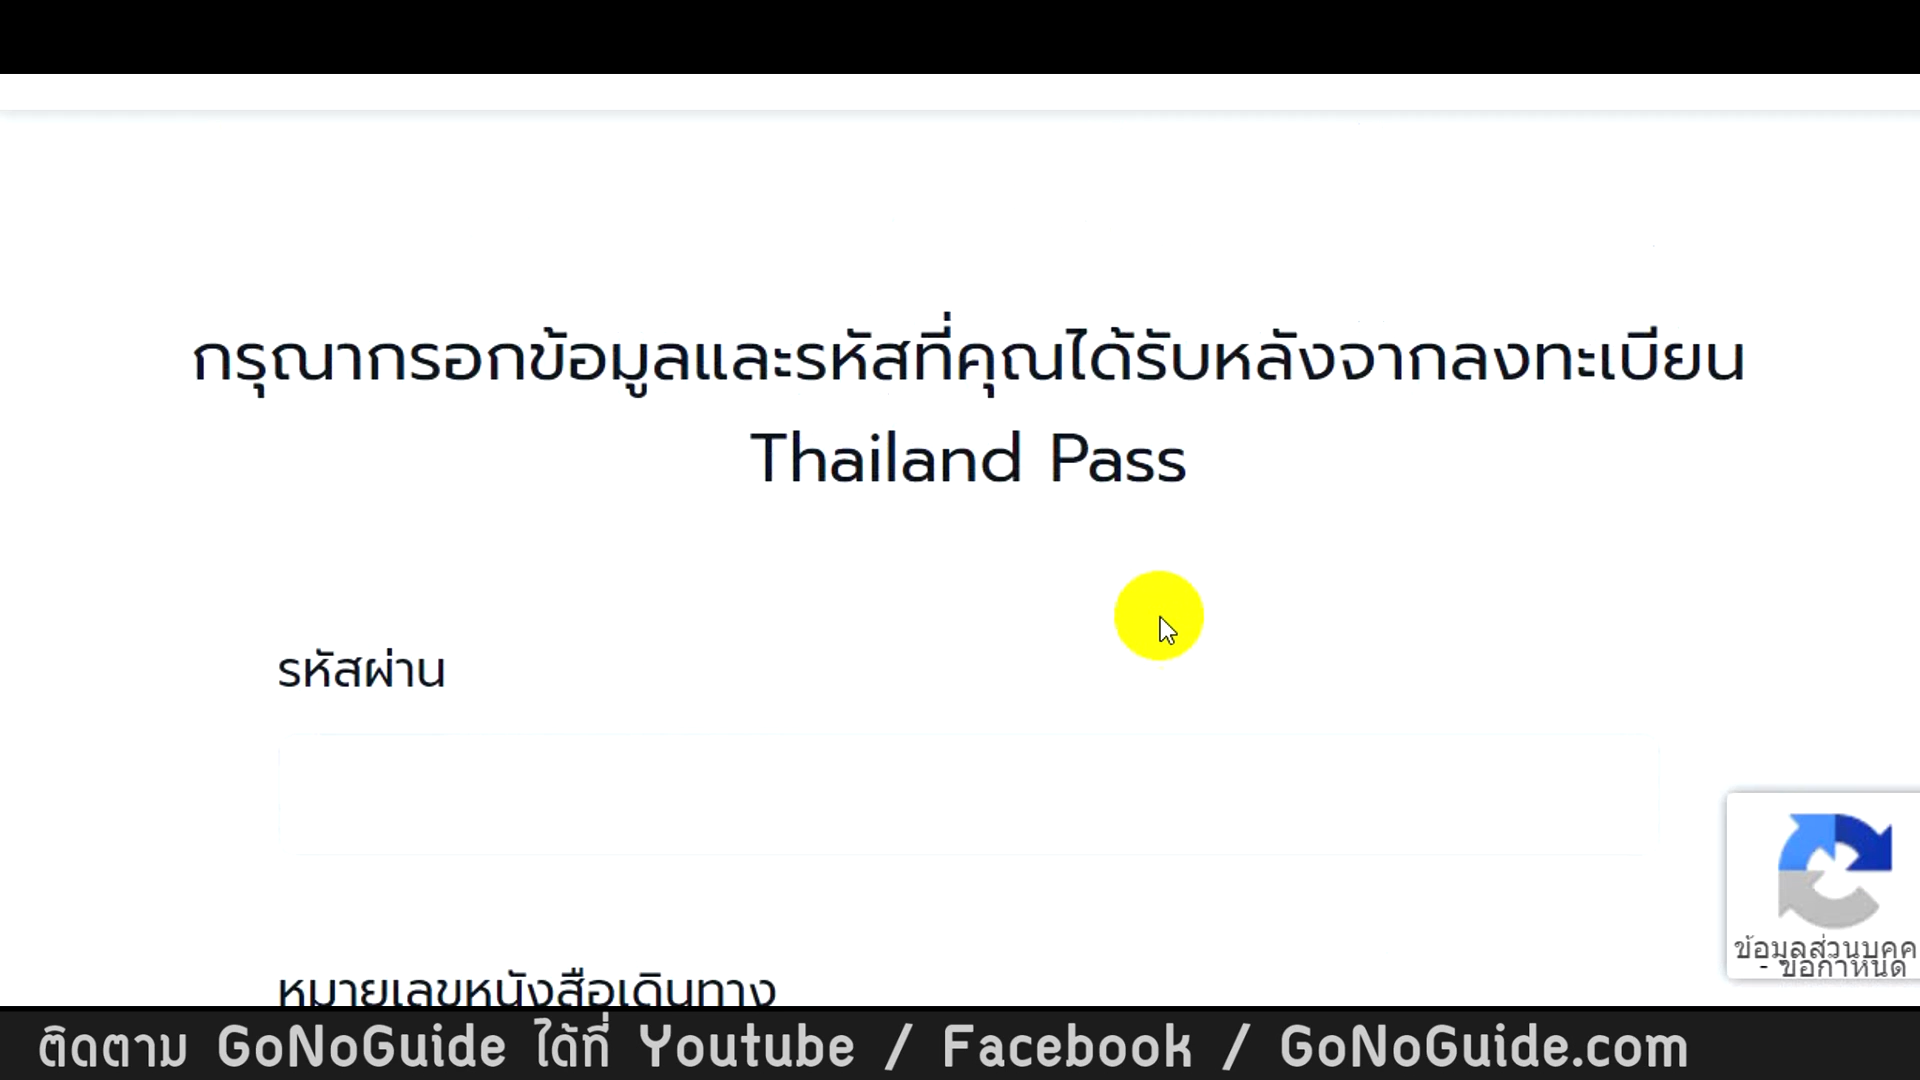 กรุณากรอกข้อมูลและรหัสที่คุณได้รับหลังจากลงทะเบียน
Thailand Pass
รหัสผ่าน
หมายเลขหนังสือเดินทาง
ข้อมูลส่วนบุคค
- ข้อกำหนด
ติดตาม GoNoGuide ได้ที่ Youtube / Facebook / GoNoGuide.com